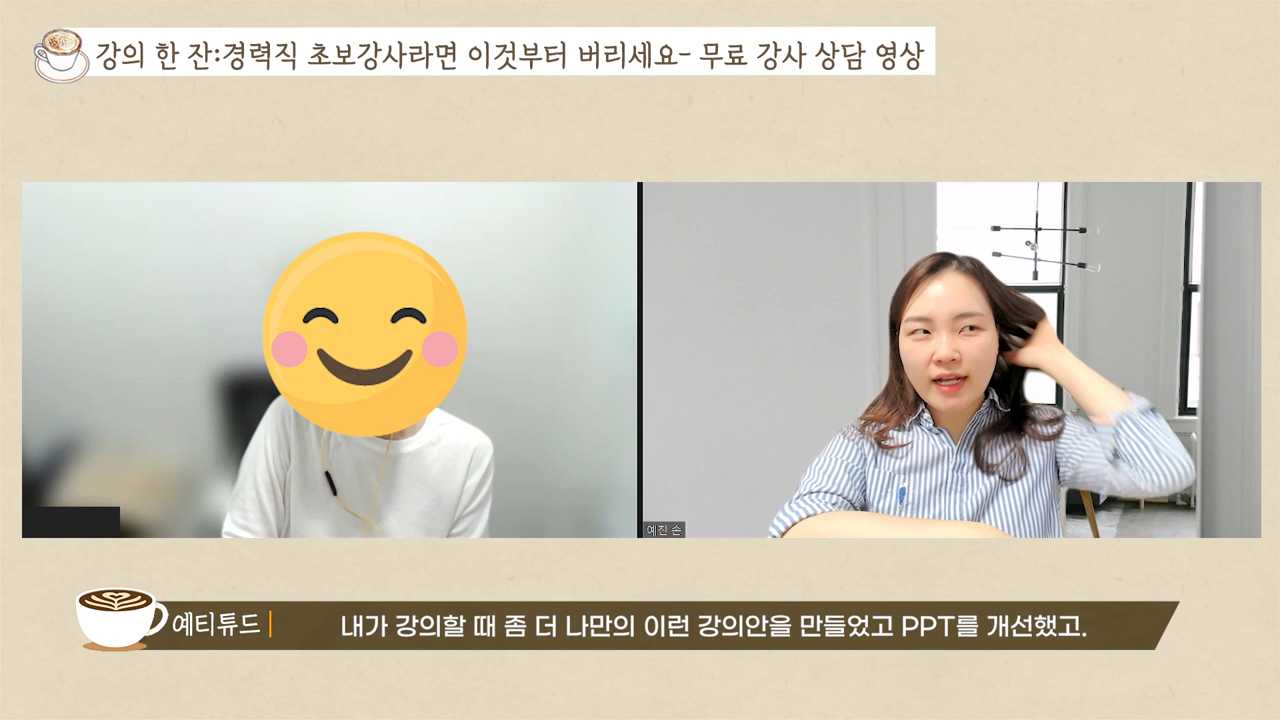 강의 한 잔:경력직 초보강사라면 이것부터 버리세요- 무료 강사 상담 영상
예진 손
예티튜드
내가 강의할 때 좀 더 나만의 이런 강의안을 만들었고 PPT를 개선했고.